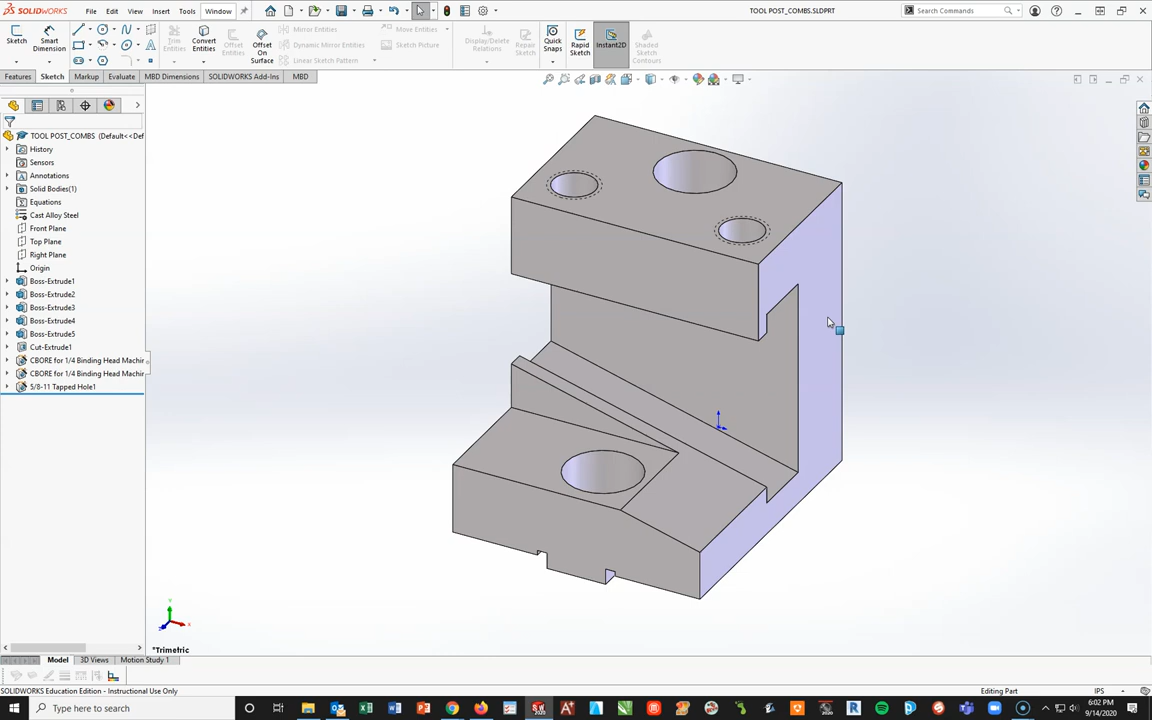 SOLIDWORKS
File
Edit
View
Insert
Tools
Window
TOOL POST_COMBS.SLDPRT
Search Commands
Sketch
Smart Dimension
Trim Entities
Convert Entities
Offset Entities
Offset On Surface
Mirror Entities
Dynamic Mirror Entities
Linear Sketch Pattern
Move Entities
Sketch Picture
Display/Delete Relations
Repair Sketch
Quick Snaps
Rapid Sketch
Instant2D
Shaded Sketch Contours
Features
Sketch
Markup
Evaluate
MBD Dimensions
SOLIDWORKS Add-Ins
MBD
TOOL POST_COMBS (Default<<Def
History
Sensors
Annotations
Solid Bodies(1)
Equations
Cast Alloy Steel
Front Plane
Top Plane
Right Plane
Origin
Boss-Extrude1
Boss-Extrude2
Boss-Extrude3
Boss-Extrude4
Boss-Extrude5
Cut-Extrude1
CBORE for 1/4 Binding Head Machin
CBORE for 1/4 Binding Head Machin
5/8-11 Tapped Hole1
*Trimetric
Model
3D Views
Motion Study 1
SOLIDWORKS Education Edition - Instructional Use Only
Editing Part
IPS
Type here to search
6:02 PM
9/14/2020